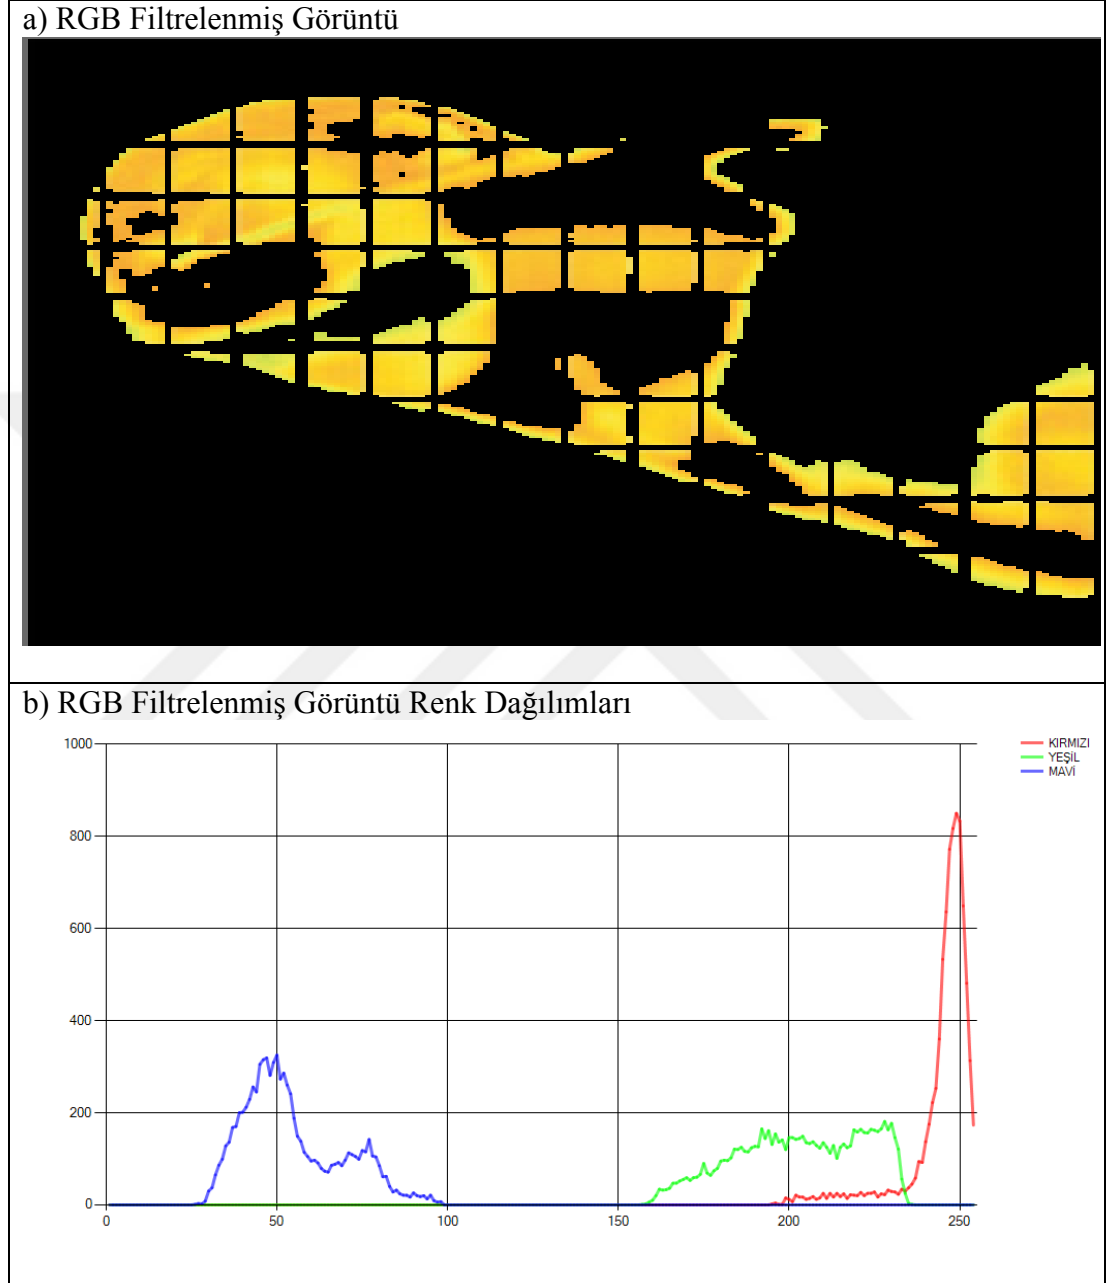 a) RGB Filtrelenmiş Görüntü
b) RGB Filtrelenmiş Görüntü Renk Dağılımları
1000
800
600
400
200
0
0 50 100 150 200 250
KIRMIZI
YEŞİL
MAVİ